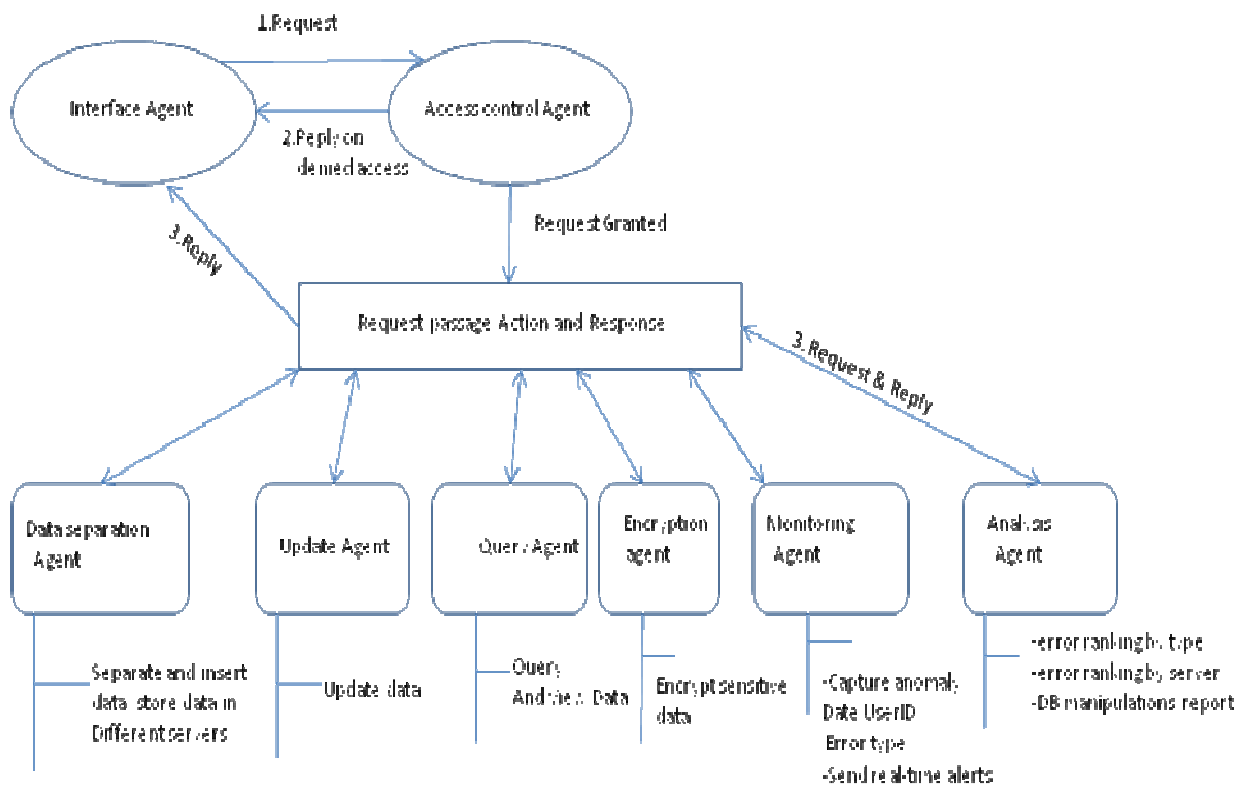 1.Request
Interface Agent
Access control Agent
2.Reply on
denied access
Request Granted
3.Reply
Request passage Action and Response
3. Request & Reply
Data separation
Agent
Update Agent
Query Agent
Encryption
agent
Monitoring
Agent
Analysis
Agent
Separate and insert
data, store data in
Different servers
Update data
Query
And view Data
Encrypt sensitive
data
-Capture anomaly
Date UserID
Error type
-Send real-time alerts
-error ranking by type
-error ranking by server
-DB manipulations report